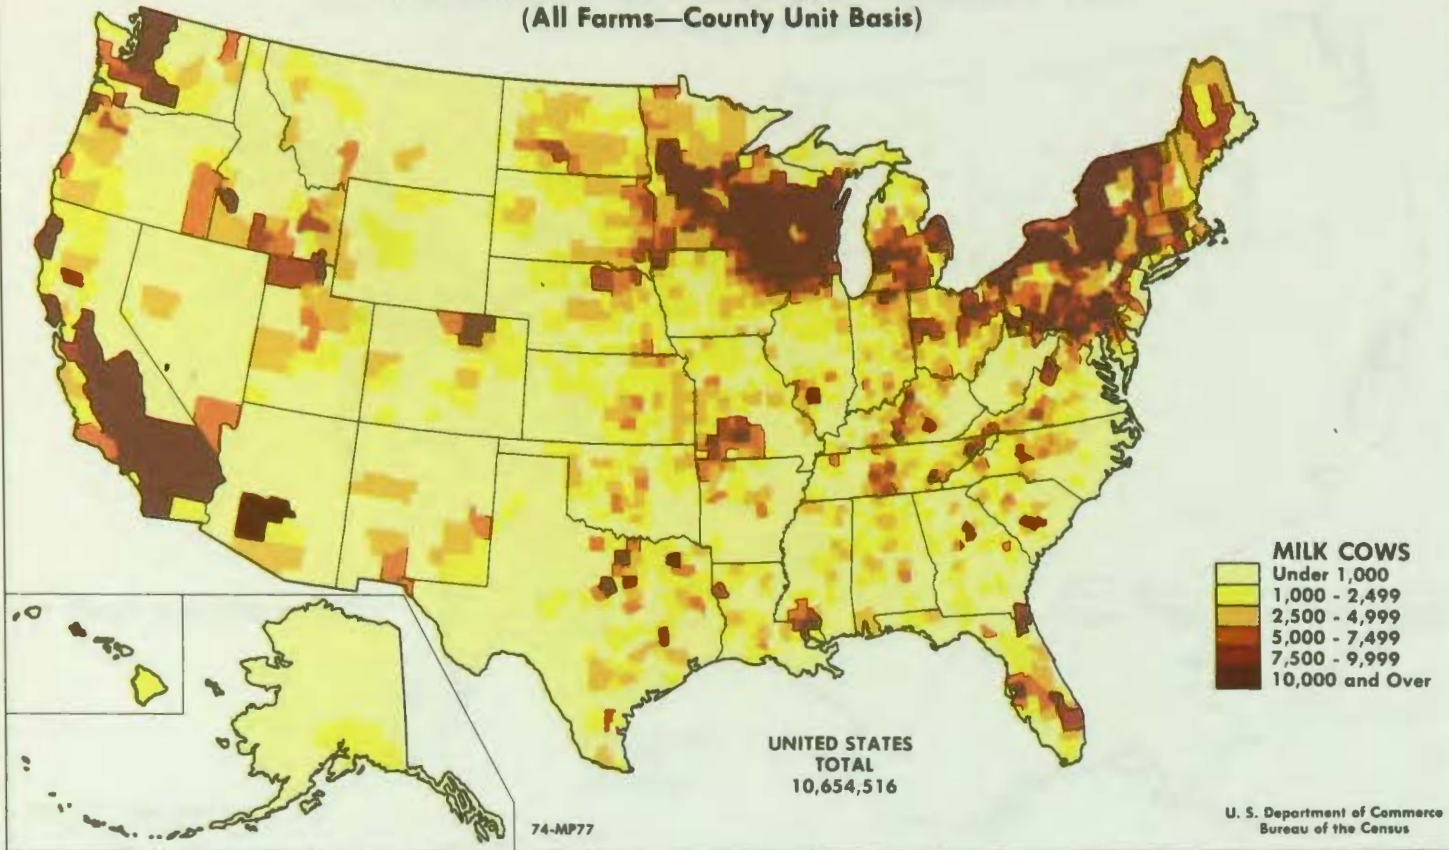 (All Farms—County Unit Basis)
MILK COWS
Under 1,000
1,000 - 2,499
2,500 - 4,999
5,000 - 7,499
7,500 - 9,999
10,000 and Over
UNITED STATES
TOTAL
10,654,516
74-MP77
U. S. Department of Commerce
Bureau of the Census